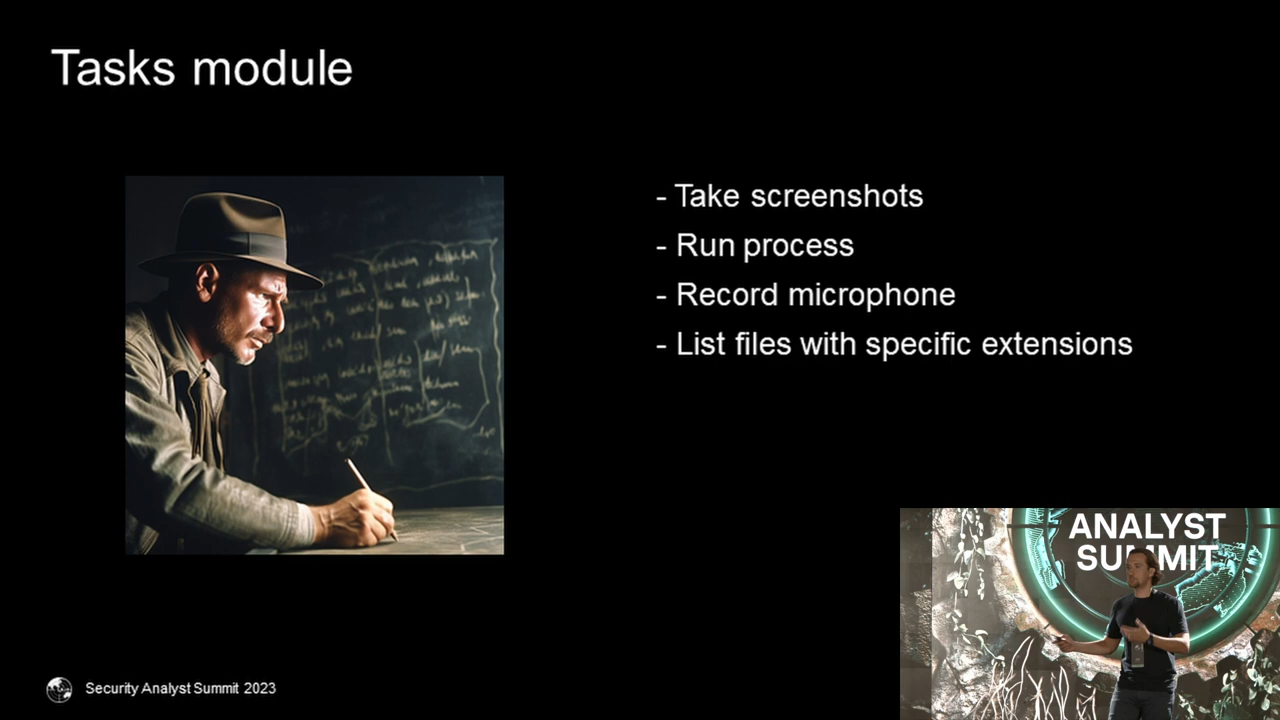 Tasks module
- Take screenshots
- Run process
- Record microphone
- List files with specific extensions
Security Analyst Summit 2023
ANALYST
SUMMIT